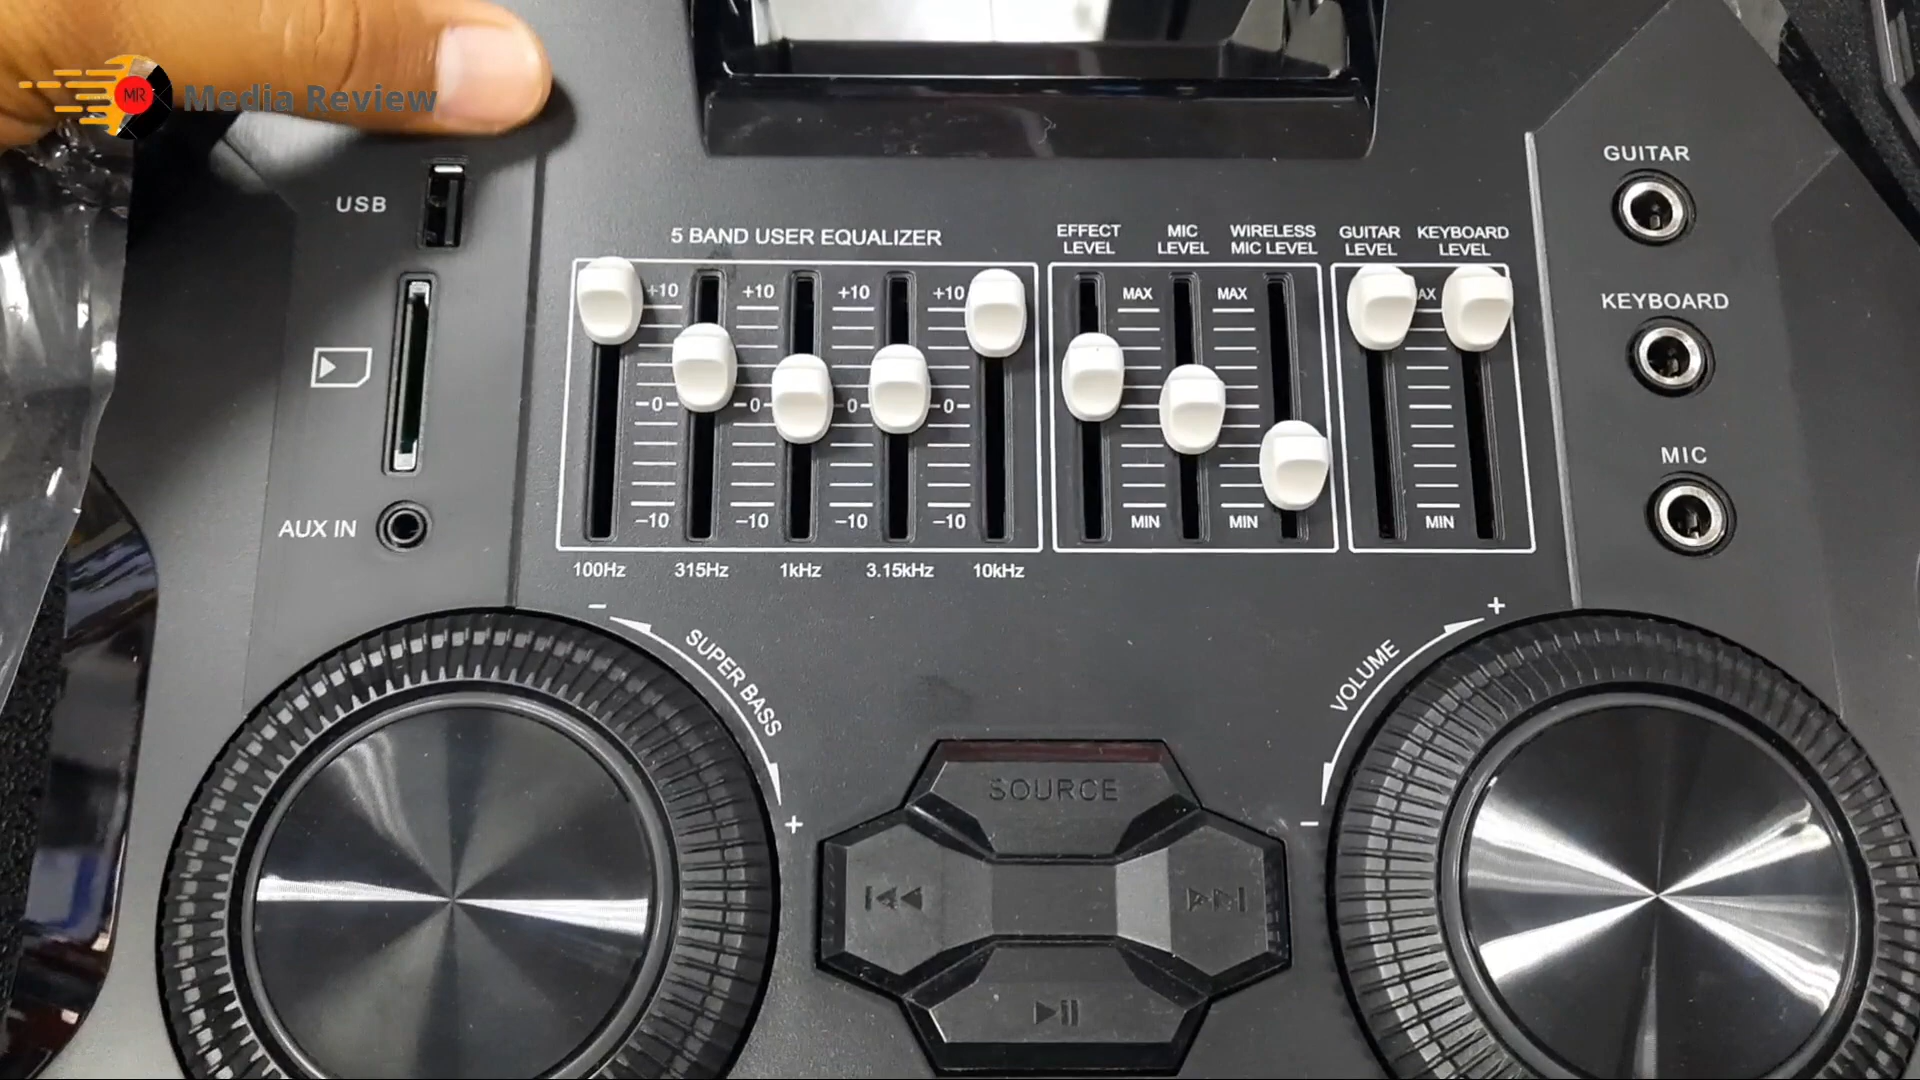 MR Media Review
USB
AUX IN
5 BAND USER EQUALIZER
+10 +10 +10 +10
0 0 0 0
−10 −10 −10 −10
100Hz 315Hz 1kHz 3.15kHz 10kHz
EFFECT LEVEL
MIC LEVEL
WIRELESS MIC LEVEL
MAX MAX
MIN MIN
GUITAR LEVEL
KEYBOARD LEVEL
AX
MIN
GUITAR
KEYBOARD
MIC
− SUPER BASS +
+ VOLUME −
SOURCE